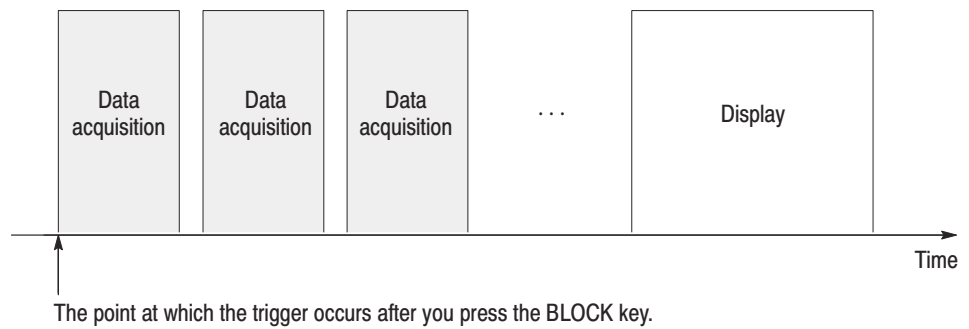 Data
acquisition
Data
acquisition
Data
acquisition
. . .
Display
Time
The point at which the trigger occurs after you press the BLOCK key.